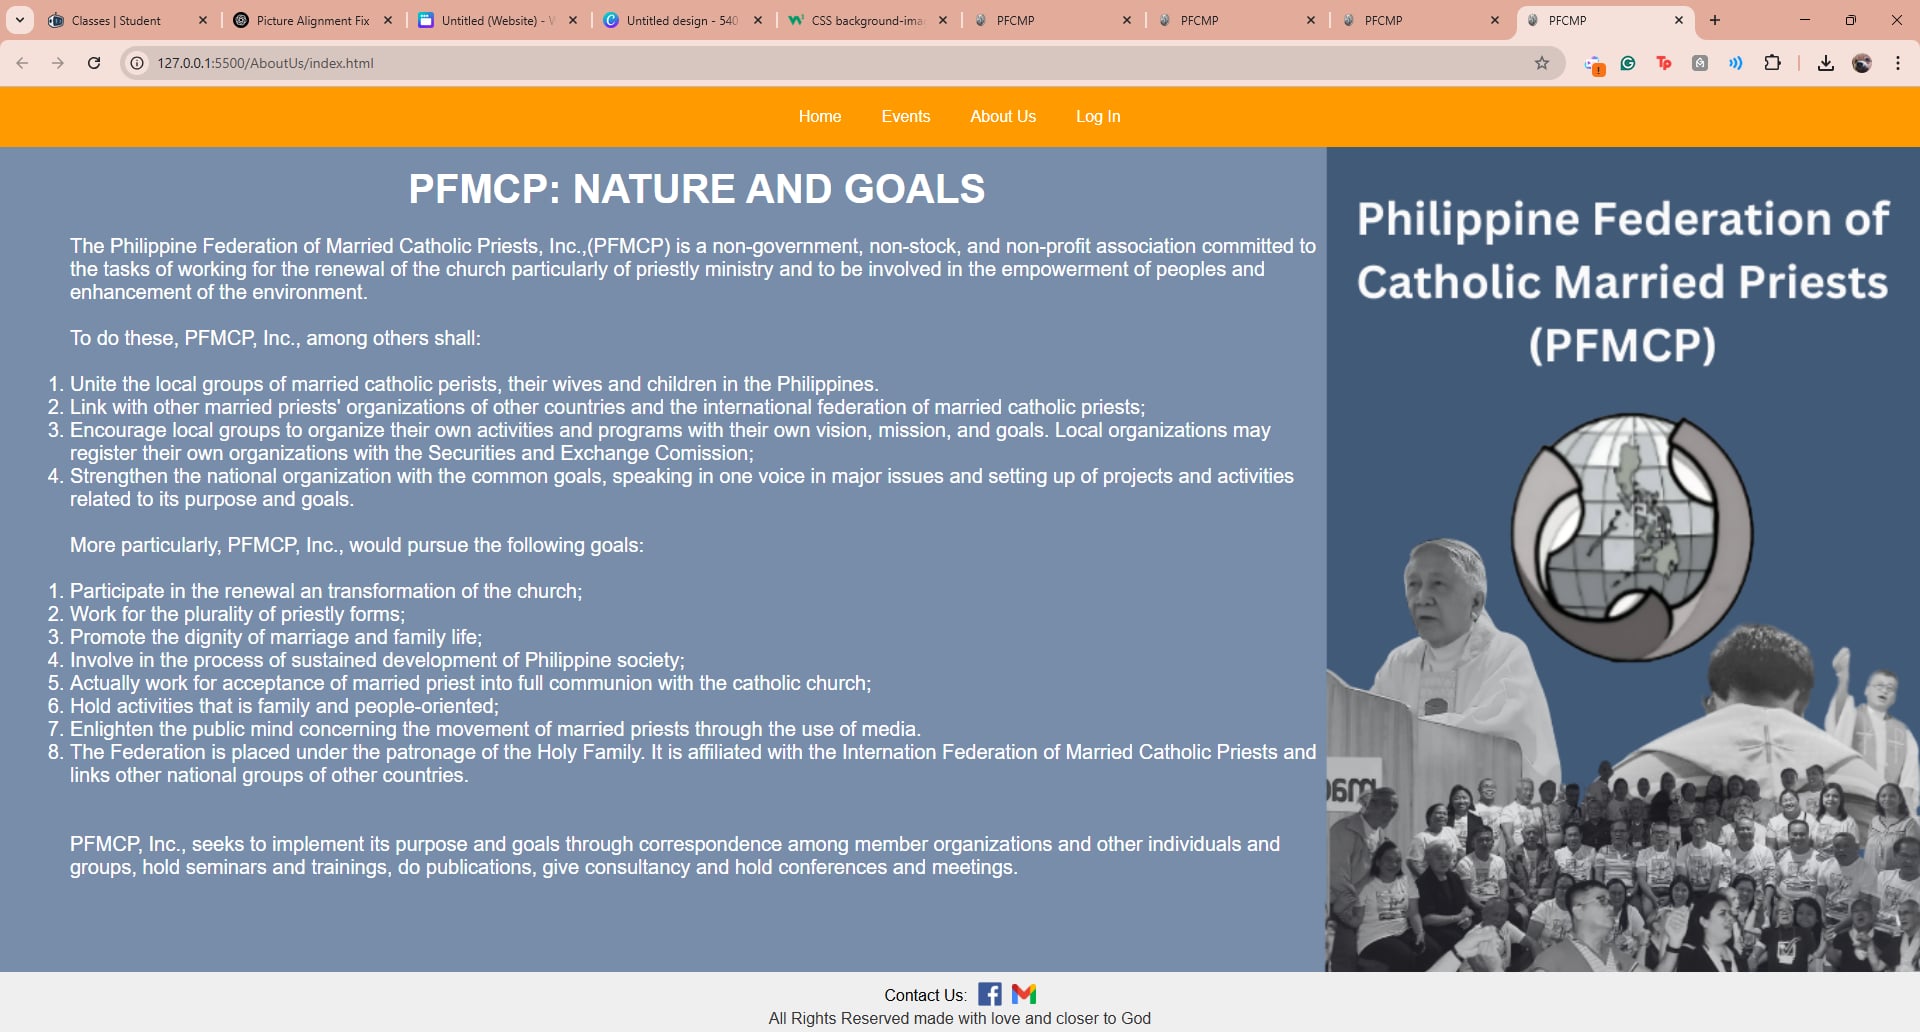 Classes | Student
Picture Alignment Fix
Untitled (Website) - W
Untitled design - 540
CSS background-ima
PFCMP
PFCMP
PFCMP
PFCMP
127.0.0.1:5500/AboutUs/index.html
Home Events About Us Log In
PFMCP: NATURE AND GOALS
The Philippine Federation of Married Catholic Priests, Inc.,(PFMCP) is a non-government, non-stock, and non-profit association committed to
the tasks of working for the renewal of the church particularly of priestly ministry and to be involved in the empowerment of peoples and
enhancement of the environment.
To do these, PFMCP, Inc., among others shall:
1. Unite the local groups of married catholic perists, their wives and children in the Philippines.
2. Link with other married priests' organizations of other countries and the international federation of married catholic priests;
3. Encourage local groups to organize their own activities and programs with their own vision, mission, and goals. Local organizations may
register their own organizations with the Securities and Exchange Comission;
4. Strengthen the national organization with the common goals, speaking in one voice in major issues and setting up of projects and activities
related to its purpose and goals.
More particularly, PFMCP, Inc., would pursue the following goals:
1. Participate in the renewal an transformation of the church;
2. Work for the plurality of priestly forms;
3. Promote the dignity of marriage and family life;
4. Involve in the process of sustained development of Philippine society;
5. Actually work for acceptance of married priest into full communion with the catholic church;
6. Hold activities that is family and people-oriented;
7. Enlighten the public mind concerning the movement of married priests through the use of media.
8. The Federation is placed under the patronage of the Holy Family. It is affiliated with the Internation Federation of Married Catholic Priests and
links other national groups of other countries.
PFMCP, Inc., seeks to implement its purpose and goals through correspondence among member organizations and other individuals and
groups, hold seminars and trainings, do publications, give consultancy and hold conferences and meetings.
Philippine Federation of
Catholic Married Priests
(PFMCP)
Contact Us:
All Rights Reserved made with love and closer to God